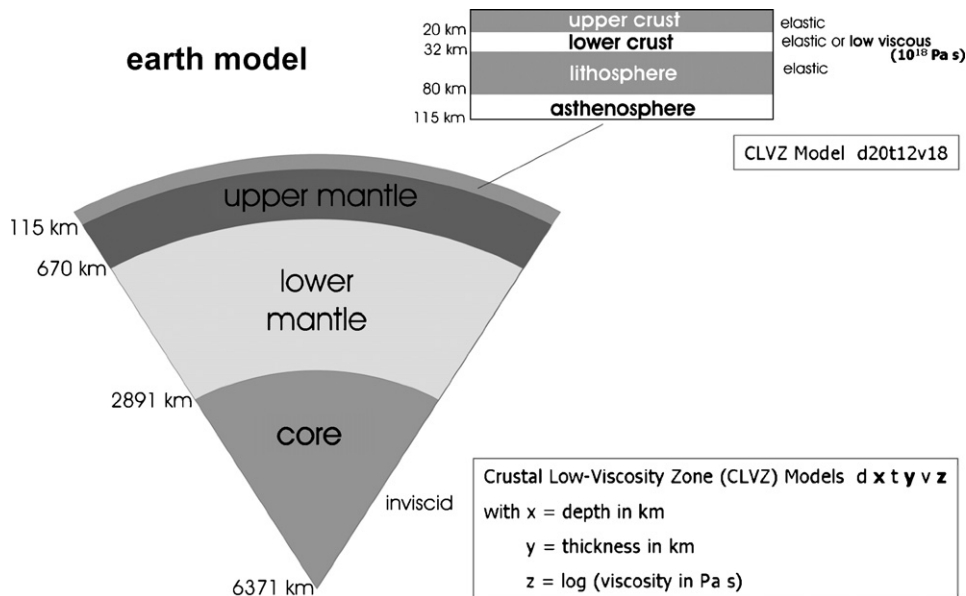 earth model
upper crust
20 km
elastic
lower crust
32 km
elastic or low viscous
(10¹⁸ Pa s)
lithosphere
elastic
80 km
asthenosphere
115 km
CLVZ Model d20t12v18
upper mantle
115 km
670 km
lower
mantle
2891 km
core
inviscid
6371 km
Crustal Low-Viscosity Zone (CLVZ) Models d x t y v z
with x = depth in km
y = thickness in km
z = log (viscosity in Pa s)